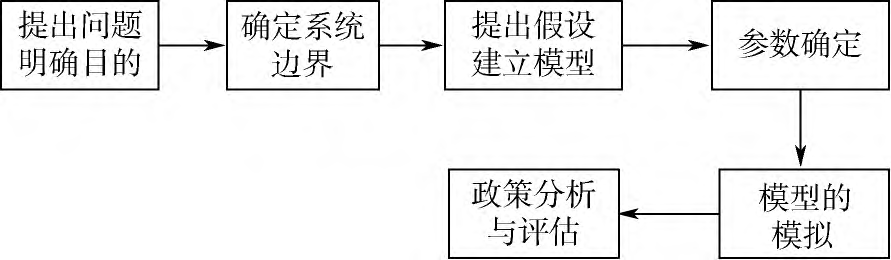 提出问题
明确目的
确定系统
边界
提出假设
建立模型
参数确定
模型的
模拟
政策分析
与评估